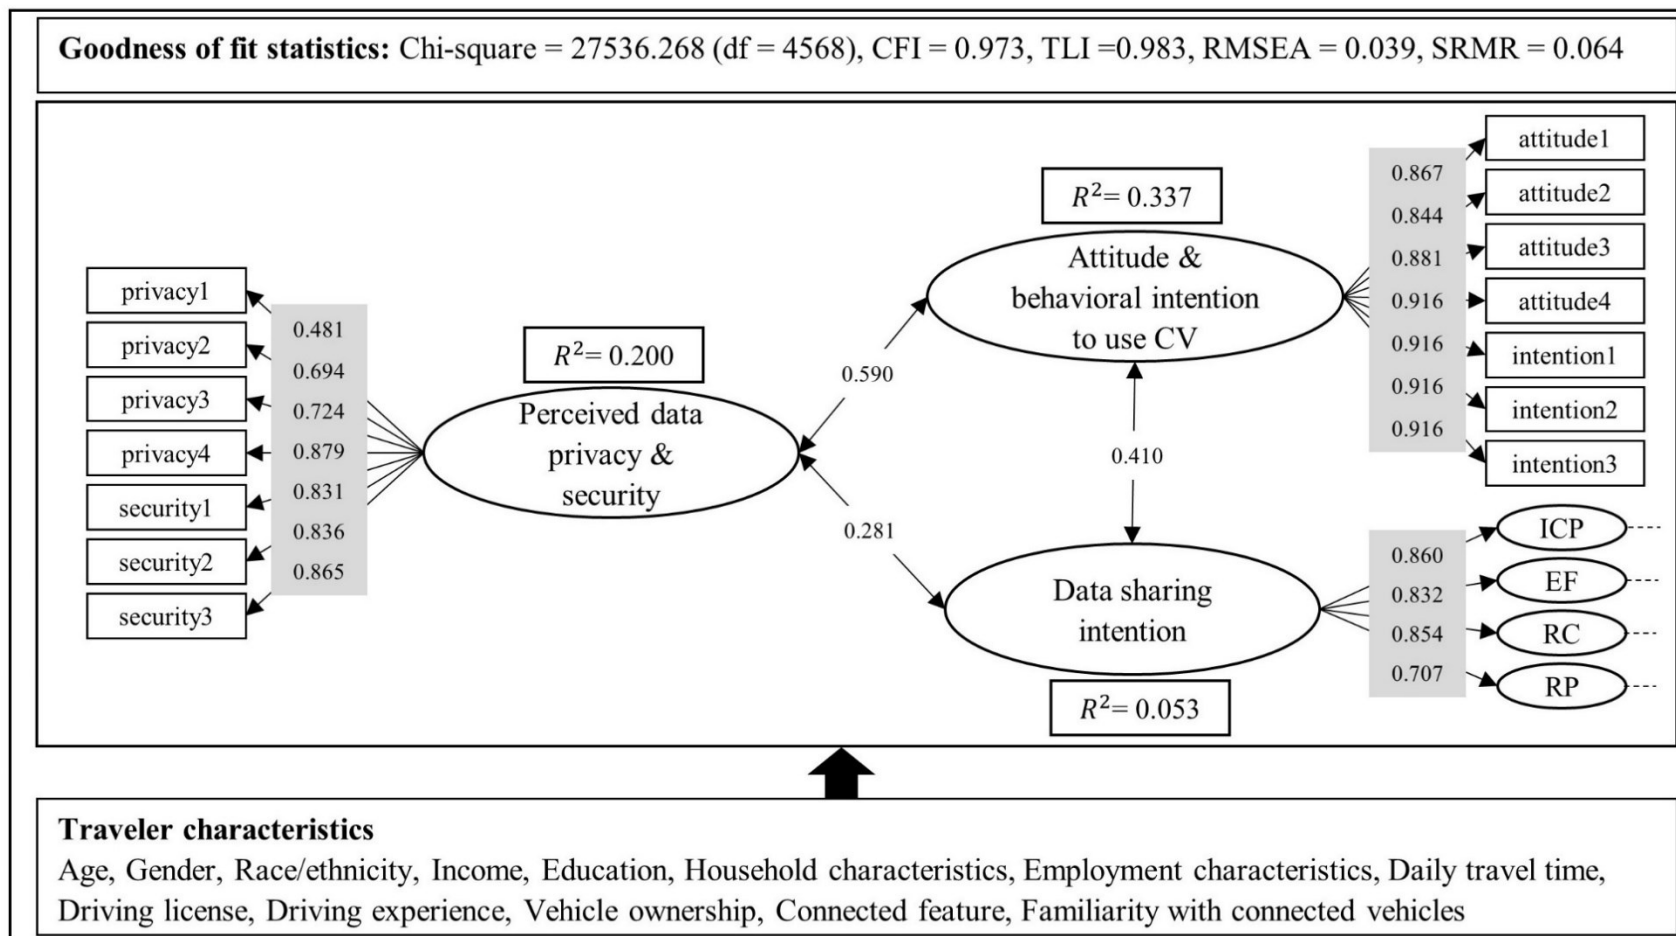 Goodness of fit statistics: Chi-square = 27536.268 (df = 4568), CFI = 0.973, TLI =0.983, RMSEA = 0.039, SRMR = 0.064
privacy1
privacy2
privacy3
privacy4
security1
security2
security3
0.481
0.694
0.724
0.879
0.831
0.836
0.865
R²= 0.200
Perceived data
privacy &
security
0.590
0.281
R²= 0.337
Attitude &
behavioral intention
to use CV
0.410
Data sharing
intention
R²= 0.053
0.867
0.844
0.881
0.916
0.916
0.916
0.916
attitude1
attitude2
attitude3
attitude4
intention1
intention2
intention3
0.860
0.832
0.854
0.707
ICP
EF
RC
RP
Traveler characteristics
Age, Gender, Race/ethnicity, Income, Education, Household characteristics, Employment characteristics, Daily travel time,
Driving license, Driving experience, Vehicle ownership, Connected feature, Familiarity with connected vehicles